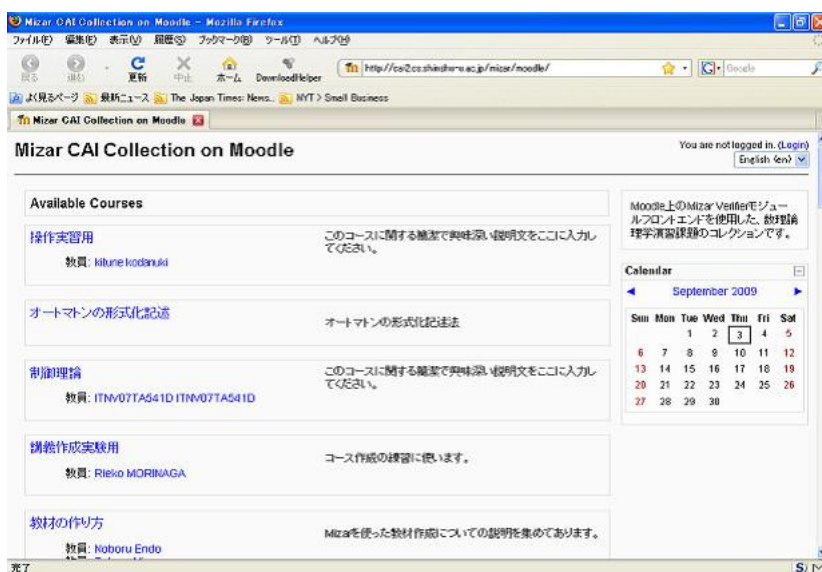 Mizar CAI Collection on Moodle - Mozilla Firefox
ファイル(F) 編集(E) 表示(V) 履歴(S) ブックマーク(B) ツール(T) ヘルプ(H)
戻る 進む 更新 中止 ホーム DownloadHelper
http://cai2.cs.shinshu-u.ac.jp/mizar/moodle/
Google
よく見るページ 最新ニュース The Japan Times: News... NYT > Small Business
Mizar CAI Collection on Moodle
Mizar CAI Collection on Moodle
You are not logged in. (Login)
English (en)
Available Courses
操作実習用
教員: kitune kodanuki
このコースに関する簡潔で興味深い説明文をここに入力し
てください。
オートマトンの形式化記述
オートマトンの形式化記述法
制御理論
教員: ITNV07TA541D ITNV07TA541D
このコースに関する簡潔で興味深い説明文をここに入力し
てください。
講義作成実験用
教員: Rieko MORINAGA
コース作成の練習に使います。
教材の作り方
教員: Noboru Endo
Mizarを使った教材作成についての説明を集めてあります。
Moodle上のMizar Verifierモジュー
ルフロントエンドを使用した、数理論
理学演習課題のコレクションです。
Calendar
September 2009
Sun Mon Tue Wed Thu Fri Sat
1 2 3 4 5
6 7 8 9 10 11 12
13 14 15 16 17 18 19
20 21 22 23 24 25 26
27 28 29 30
完了